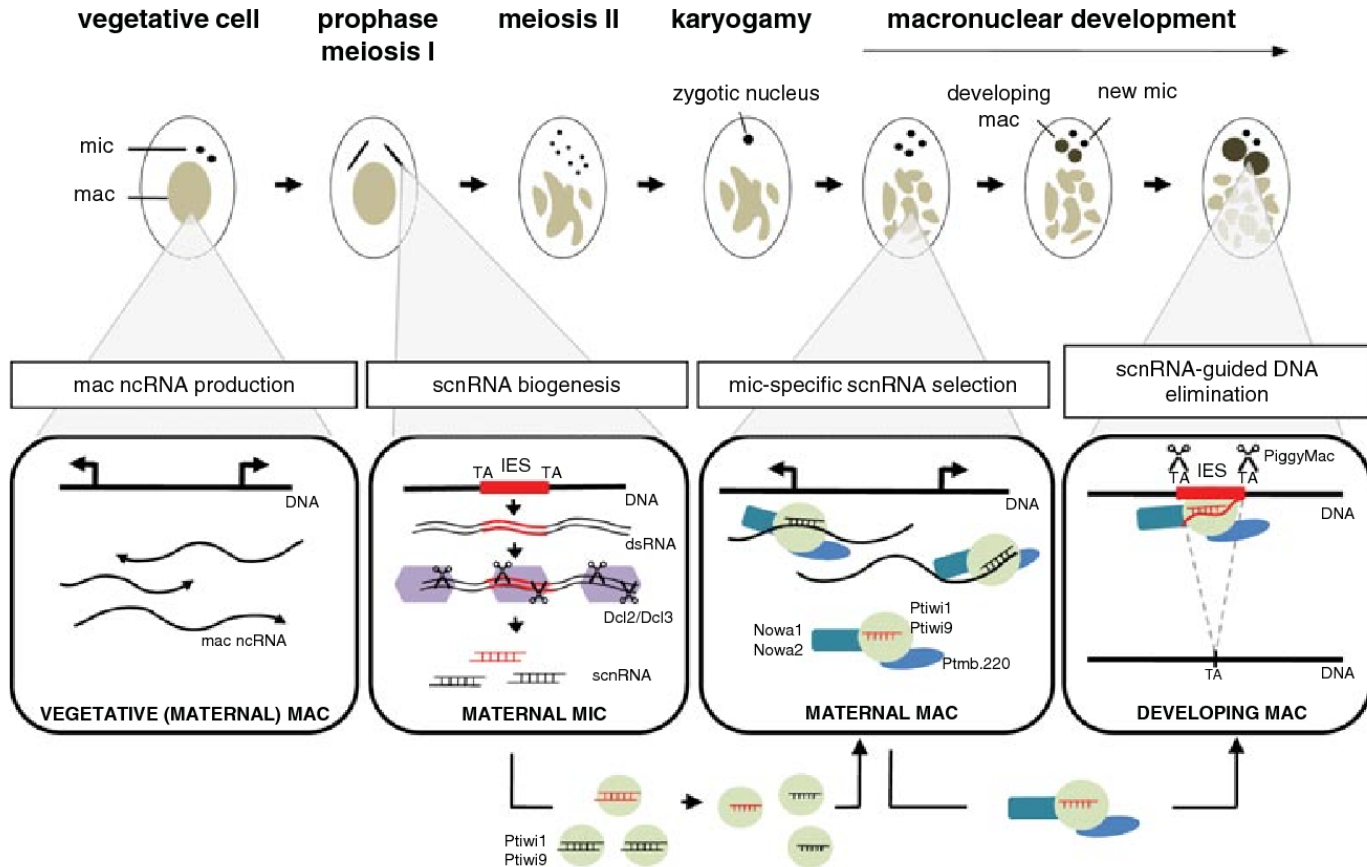 vegetative cell
prophase
meiosis I
meiosis II
karyogamy
macronuclear development
mic
mac
zygotic nucleus
developing
mac
new mic
mac ncRNA production
scnRNA biogenesis
mic-specific scnRNA selection
scnRNA-guided DNA
elimination
DNA
mac ncRNA
VEGETATIVE (MATERNAL) MAC
TA IES TA
DNA
dsRNA
Dcl2/Dcl3
scnRNA
MATERNAL MIC
DNA
Nowa1
Nowa2
Ptiwi1
Ptiwi9
Ptmb.220
MATERNAL MAC
PiggyMac
TA IES TA
DNA
TA
DNA
DEVELOPING MAC
Ptiwi1
Ptiwi9